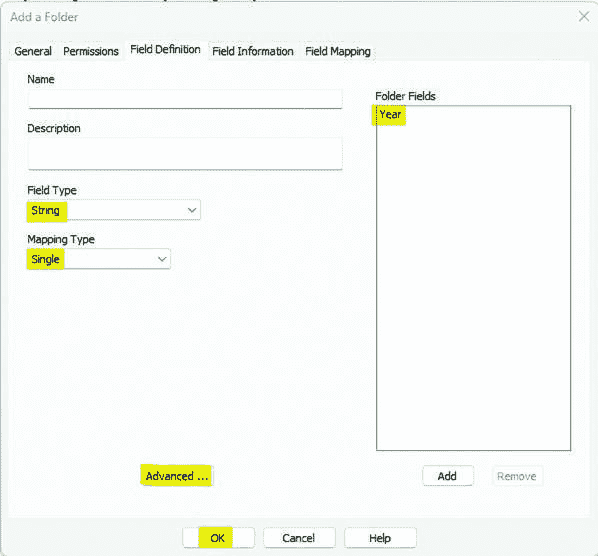 Add a Folder
General Permissions Field Definition Field Information Field Mapping
Name
Folder Fields
Year
Description
Field Type
String
Mapping Type
Single
Advanced ...
Add Remove
OK Cancel Help